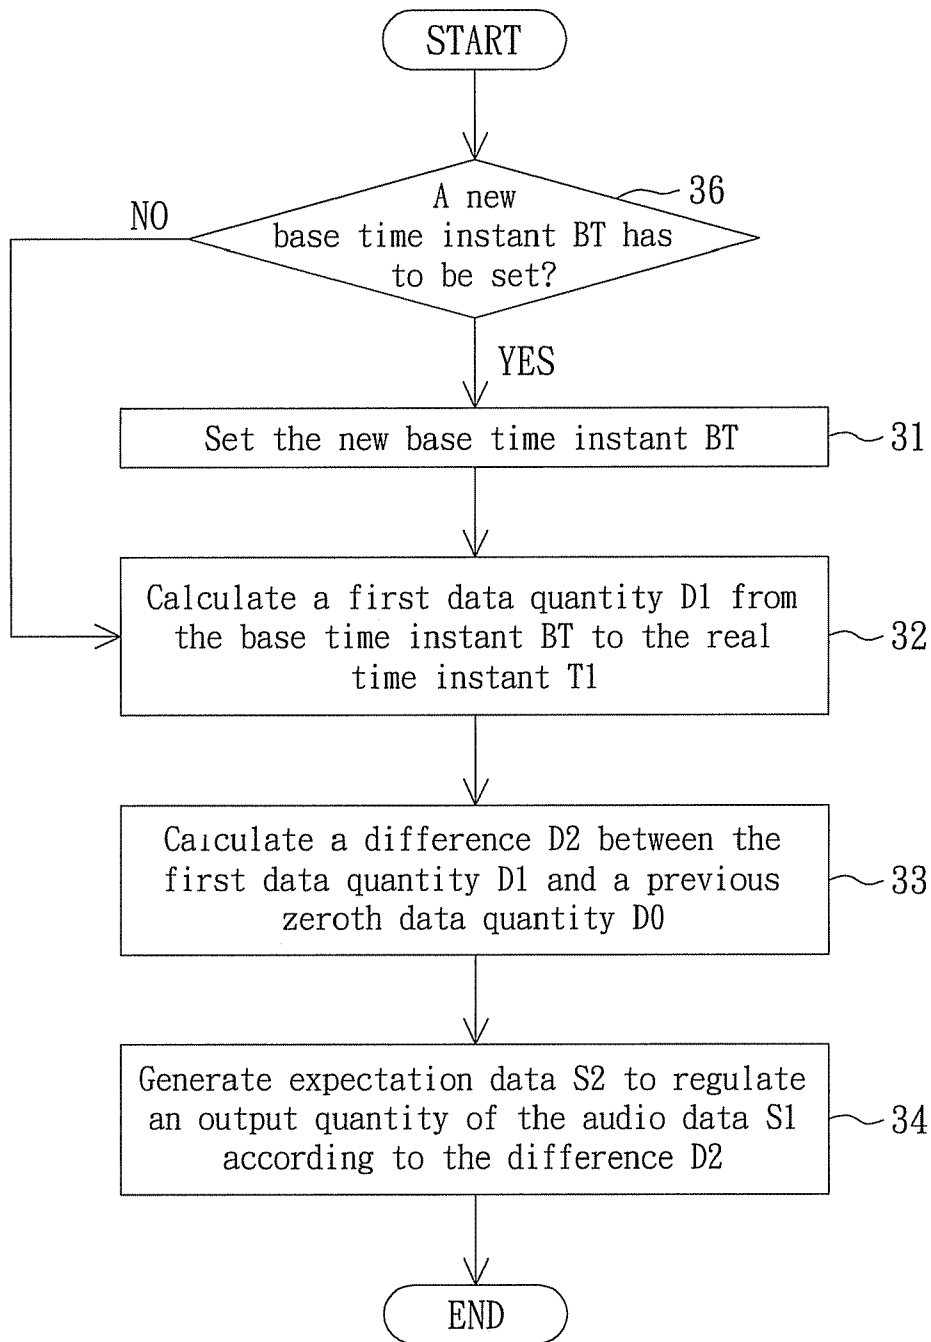 START
A new
base time instant BT has
to be set?
36
NO
YES
Set the new base time instant BT
31
Calculate a first data quantity D1 from
the base time instant BT to the real
time instant T1
32
Calculate a difference D2 between the
first data quantity D1 and a previous
zeroth data quantity D0
33
Generate expectation data S2 to regulate
an output quantity of the audio data S1
according to the difference D2
34
END